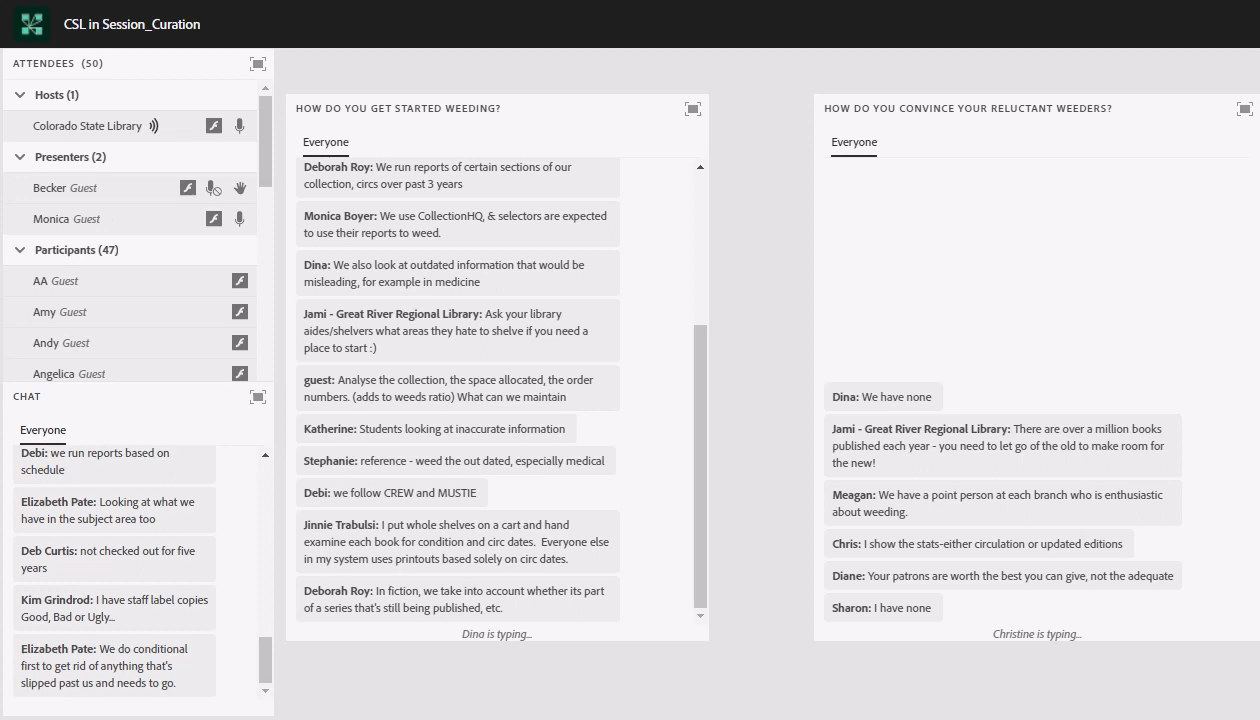 CSL in Session_Curation
ATTENDEES (50)
Hosts (1)
Colorado State Library
Presenters (2)
Becker Guest
Monica Guest
Participants (47)
AA Guest
Amy Guest
Andy Guest
Angelica Guest
CHAT
Everyone
Debi: we run reports based on
schedule
Elizabeth Pate: Looking at what we
have in the subject area too
Deb Curtis: not checked out for five
years
Kim Grindrod: I have staff label copies
Good, Bad or Ugly...
Elizabeth Pate: We do conditional
first to get rid of anything that's
slipped past us and needs to go.
HOW DO YOU GET STARTED WEEDING?
Everyone
Deborah Roy: We run reports of certain sections of our
collection, circs over past 3 years
Monica Boyer: We use CollectionHQ, & selectors are expected
to use their reports to weed.
Dina: We also look at outdated information that would be
misleading, for example in medicine
Jami - Great River Regional Library: Ask your library
aides/shelvers what areas they hate to shelve if you need a
place to start :)
guest: Analyse the collection, the space allocated, the order
numbers. (adds to weeds ratio) What can we maintain
Katherine: Students looking at inaccurate information
Stephanie: reference - weed the out dated, especially medical
Debi: we follow CREW and MUSTIE
Jinnie Trabulsi: I put whole shelves on a cart and hand
examine each book for condition and circ dates. Everyone else
in my system uses printouts based solely on circ dates.
Deborah Roy: In fiction, we take into account whether its part
of a series that's still being published, etc.
Dina is typing...
HOW DO YOU CONVINCE YOUR RELUCTANT WEEDERS?
Everyone
Dina: We have none
Jami - Great River Regional Library: There are over a million books
published each year - you need to let go of the old to make room for
the new!
Meagan: We have a point person at each branch who is enthusiastic
about weeding.
Chris: I show the stats-either circulation or updated editions
Diane: Your patrons are worth the best you can give, not the adequate
Sharon: I have none
Christine is typing...